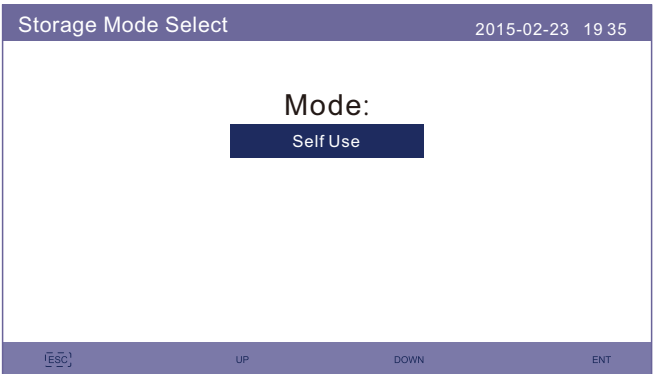 Storage Mode Select 2015-02-23 19 35
Mode:
Self Use
ESC UP DOWN ENT